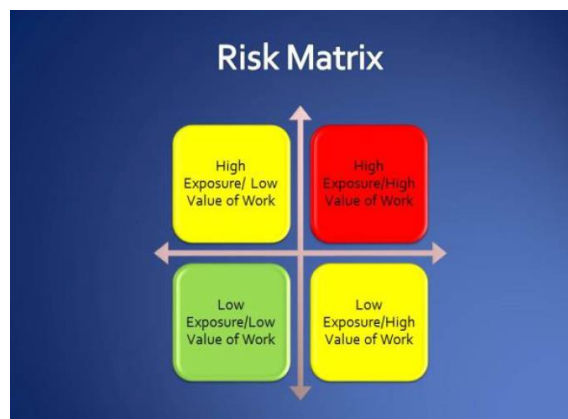 Risk Matrix
High
Exposure/ Low
Value of Work
High
Exposure/High
Value of Work
Low
Exposure/Low
Value of Work
Low
Exposure/High
Value of Work